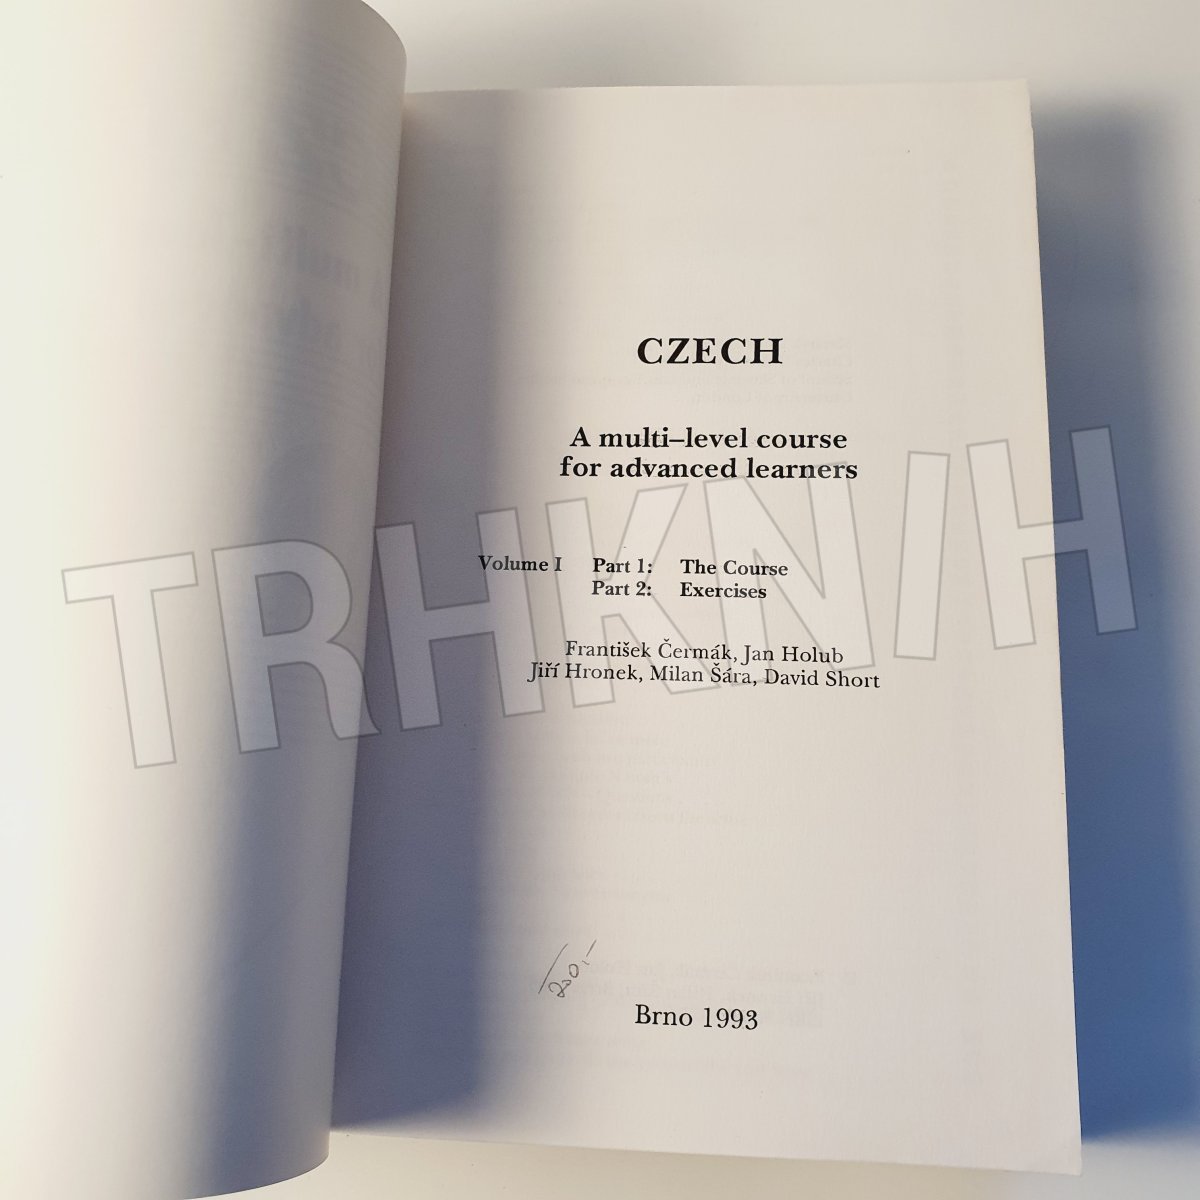 CZECH
A multi–level course
for advanced learners
Volume I Part 1: The Course
Part 2: Exercises
František Čermák, Jan Holub
Jiří Hronek, Milan Šára, David Short
Brno 1993
TRHKNIH